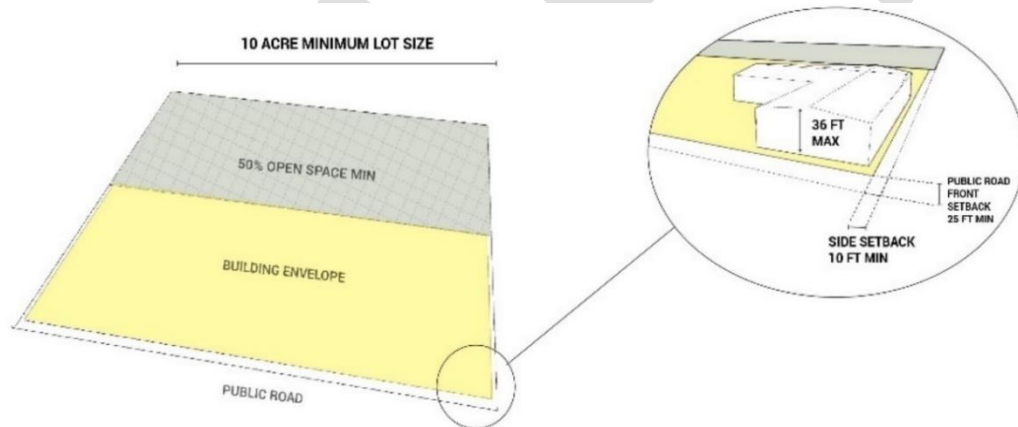 10 ACRE MINIMUM LOT SIZE
50% OPEN SPACE MIN
BUILDING ENVELOPE
PUBLIC ROAD
36 FT
MAX
PUBLIC ROAD
FRONT
SETBACK
25 FT MIN
SIDE SETBACK
10 FT MIN